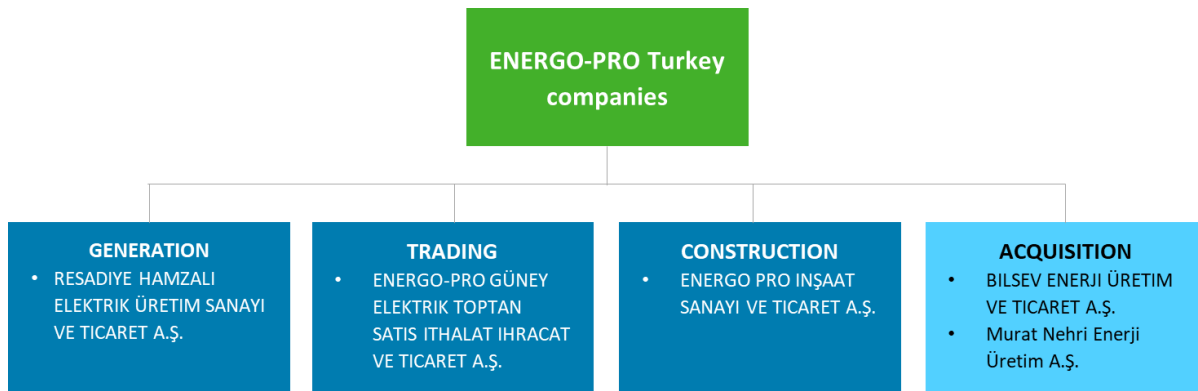 ENERGO-PRO Turkey
companies
GENERATION
• RESADIYE HAMZALI
ELEKTRIK ÜRETIM SANAYI
VE TICARET A.Ş.
TRADING
• ENERGO-PRO GÜNEY
ELEKTRIK TOPTAN
SATIS ITHALAT IHRACAT
VE TICARET A.Ş.
CONSTRUCTION
• ENERGO PRO INŞAAT
SANAYI VE TICARET A.Ş.
ACQUISITION
• BILSEV ENERJI ÜRETIM
VE TICARET A.Ş.
• Murat Nehri Enerji
Üretim A.Ş.